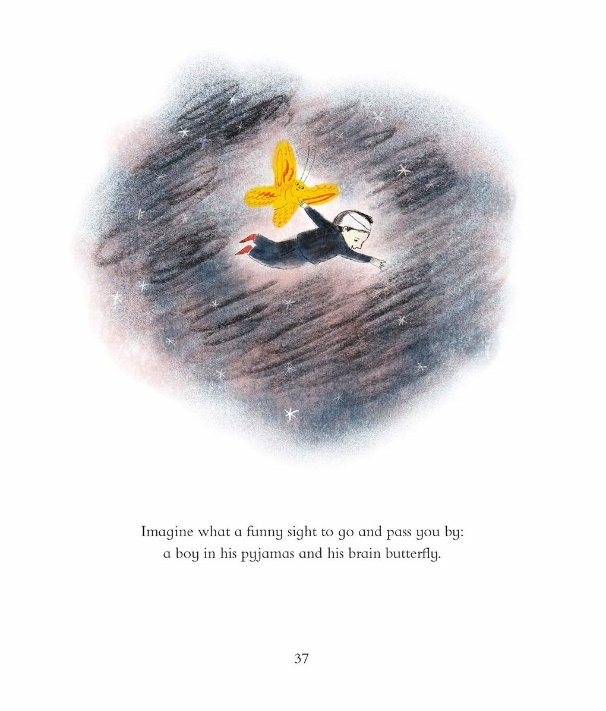 Imagine what a funny sight to go and pass you by:
a boy in his pyjamas and his brain butterfly.
37